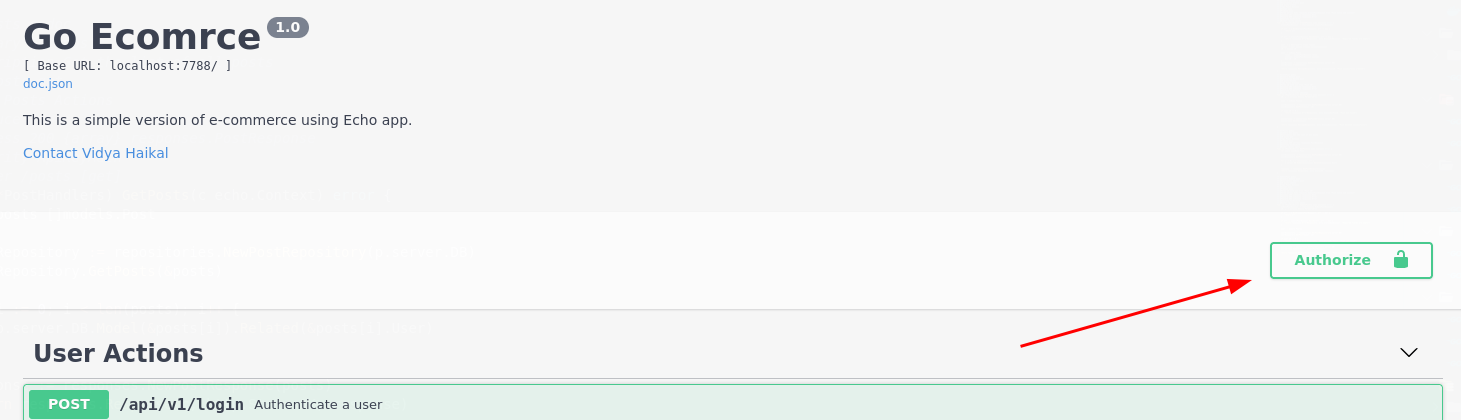 Go Ecomrce 1.0
[ Base URL: localhost:7788/ ]
doc.json
This is a simple version of e-commerce using Echo app.
Contact Vidya Haikal
Authorize
User Actions
POST /api/v1/login Authenticate a user